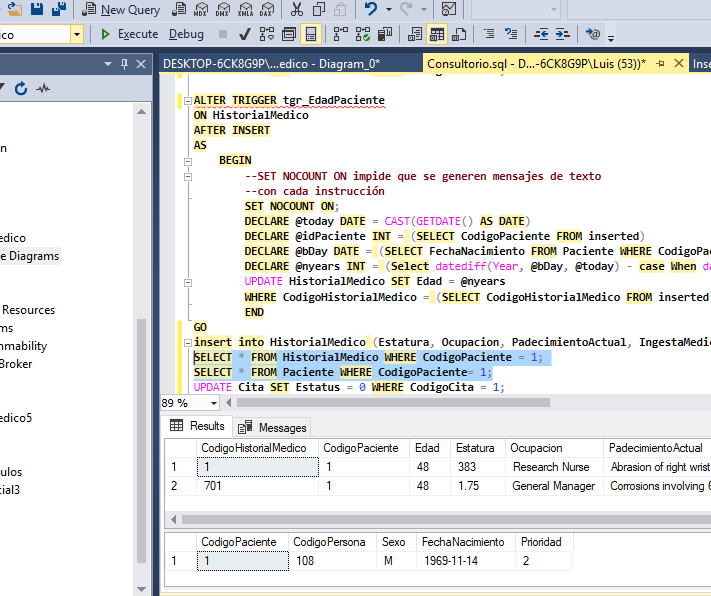 New Query MDX DMX XMLA DAX
ico Execute Debug
DESKTOP-6CK8G9P\...edico - Diagram_0* Consultorio.sql - D...-6CK8G9P\Luis (53))* Inse
n
edico
e Diagrams
Resources
ms
mmability
Broker
edico5
ulos
cial3
ALTER TRIGGER tgr_EdadPaciente
ON HistorialMedico
AFTER INSERT
AS
BEGIN
--SET NOCOUNT ON impide que se generen mensajes de texto
--con cada instrucción
SET NOCOUNT ON;
DECLARE @today DATE = CAST(GETDATE() AS DATE)
DECLARE @idPaciente INT = (SELECT CodigoPaciente FROM inserted)
DECLARE @bDay DATE = (SELECT FechaNacimiento FROM Paciente WHERE CodigoPac
DECLARE @nyears INT = (Select datediff(Year, @bDay, @today) - case When da
UPDATE HistorialMedico SET Edad = @nyears
WHERE CodigoHistorialMedico = (SELECT CodigoHistorialMedico FROM inserted)
END
GO
insert into HistorialMedico (Estatura, Ocupacion, PadecimientoActual, IngestaMedic
SELECT * FROM HistorialMedico WHERE CodigoPaciente = 1;
SELECT * FROM Paciente WHERE CodigoPaciente= 1;
UPDATE Cita SET Estatus = 0 WHERE CodigoCita = 1;
89 %
Results Messages
CodigoHistorialMedico CodigoPaciente Edad Estatura Ocupacion PadecimientoActual
1 1 1 48 383 Research Nurse Abrasion of right wrist
2 701 1 48 1.75 General Manager Corrosions involving 6
CodigoPaciente CodigoPersona Sexo FechaNacimiento Prioridad
1 1 108 M 1969-11-14 2